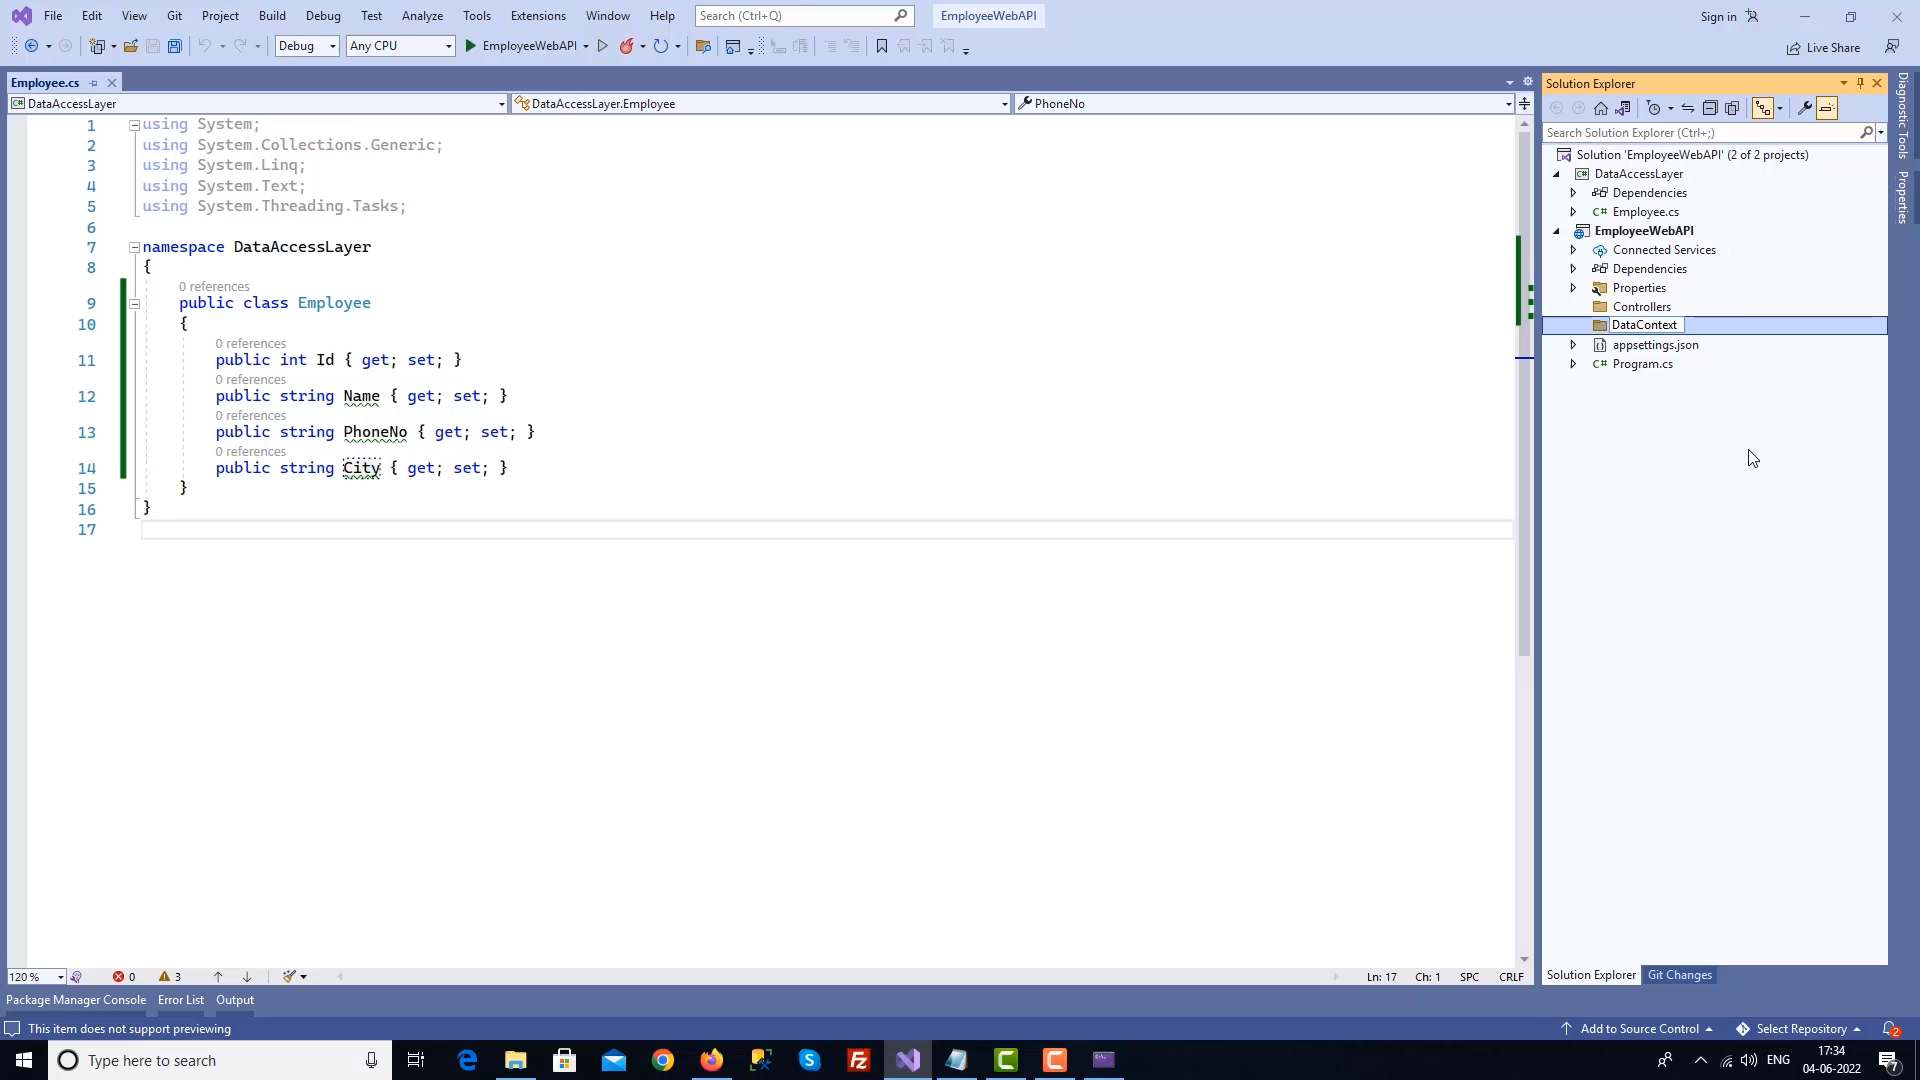 File Edit View Git Project Build Debug Test Analyze Tools Extensions Window Help Search (Ctrl+Q) EmployeeWebAPI Sign in
Debug Any CPU EmployeeWebAPI Live Share
Employee.cs
DataAccessLayer DataAccessLayer.Employee PhoneNo
1 using System;
2 using System.Collections.Generic;
3 using System.Linq;
4 using System.Text;
5 using System.Threading.Tasks;
6
7 namespace DataAccessLayer
8 {
0 references
9 public class Employee
10 {
0 references
11 public int Id { get; set; }
0 references
12 public string Name { get; set; }
0 references
13 public string PhoneNo { get; set; }
0 references
14 public string City { get; set; }
15 }
16 }
17
120 % 0 3 Ln: 17 Ch: 1 SPC CRLF
Solution Explorer
Search Solution Explorer (Ctrl+;)
Solution 'EmployeeWebAPI' (2 of 2 projects)
C# DataAccessLayer
Dependencies
C# Employee.cs
EmployeeWebAPI
Connected Services
Dependencies
Properties
Controllers
DataContext
appsettings.json
C# Program.cs
Solution Explorer Git Changes
Diagnostic Tools
Properties
Package Manager Console Error List Output
This item does not support previewing Add to Source Control Select Repository 2
Type here to search ENG 17:34
04-06-2022 7